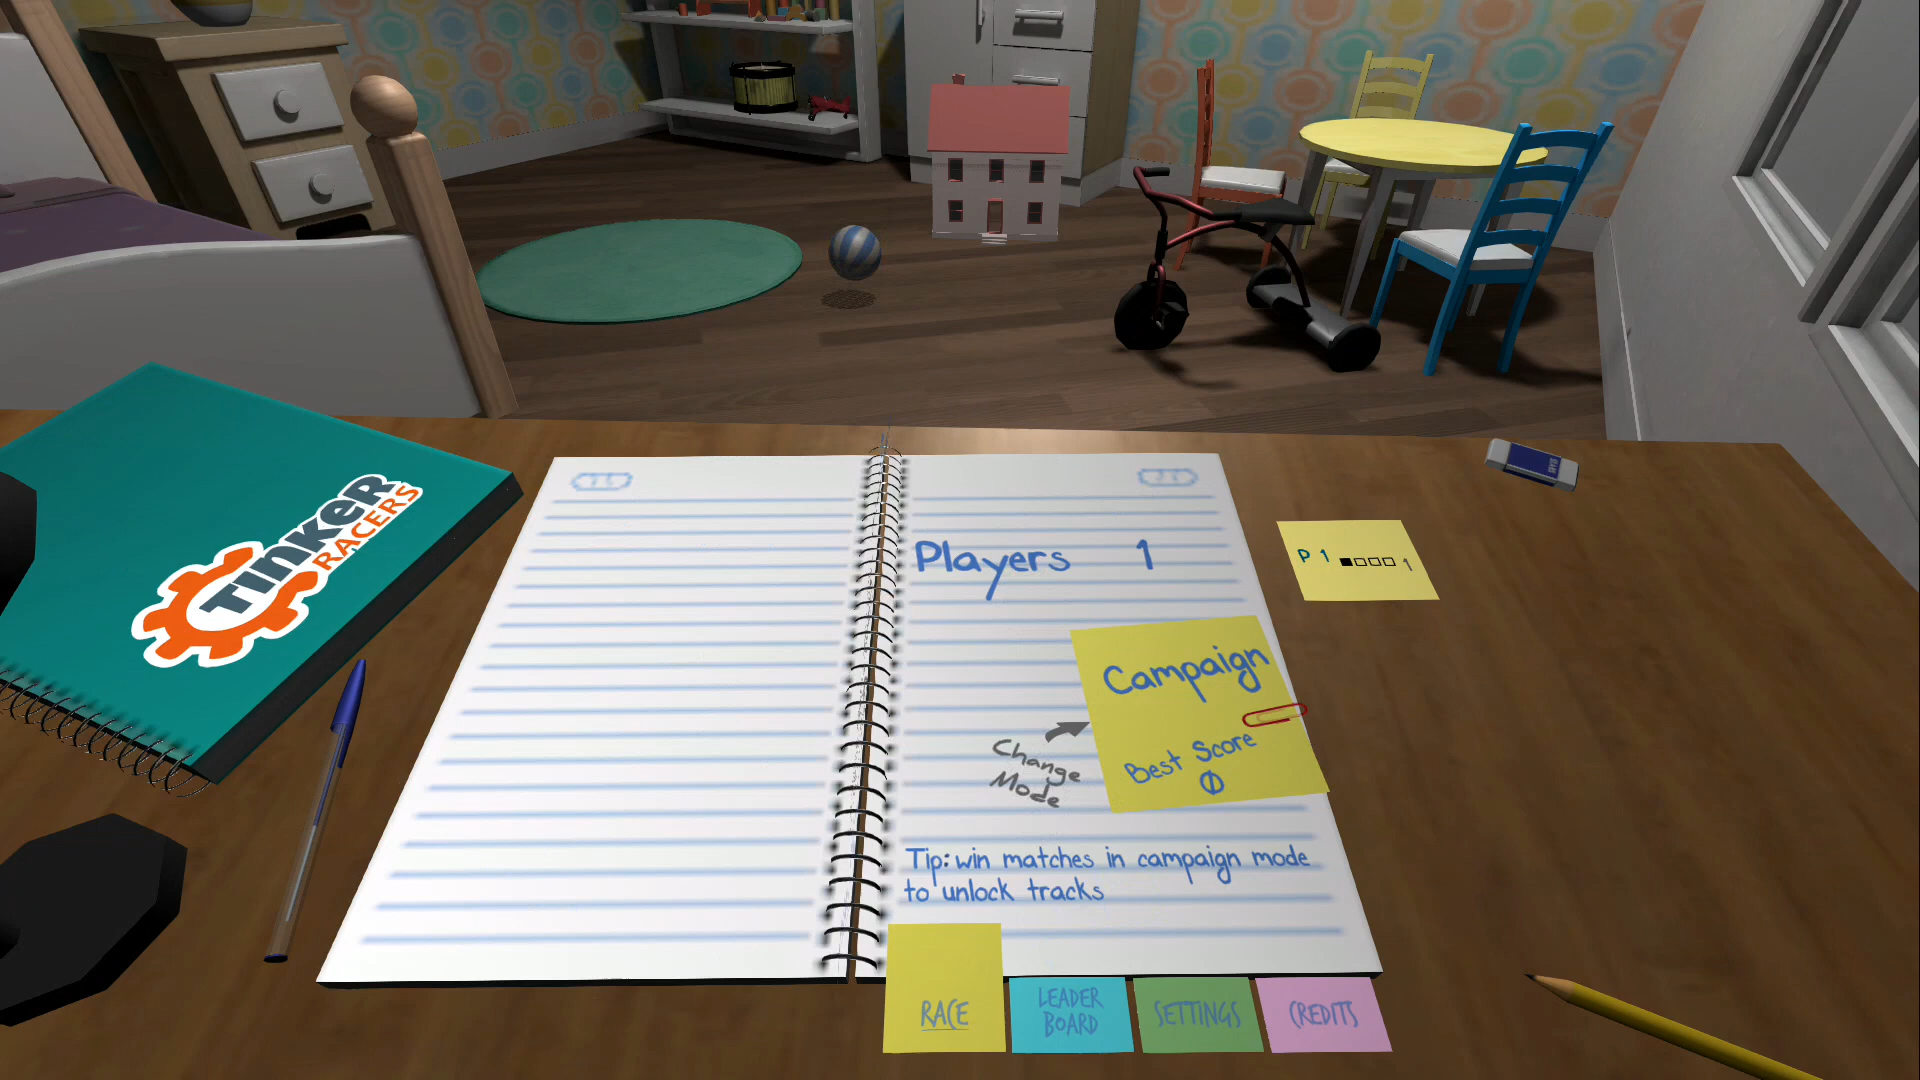 TINKER
RACERS
Players 1
P 1 1
Campaign
Best Score
0
Change
Mode
Tip: win matches in campaign mode
to unlock tracks
RACE
LEADER
BOARD
SETTINGS
CREDITS